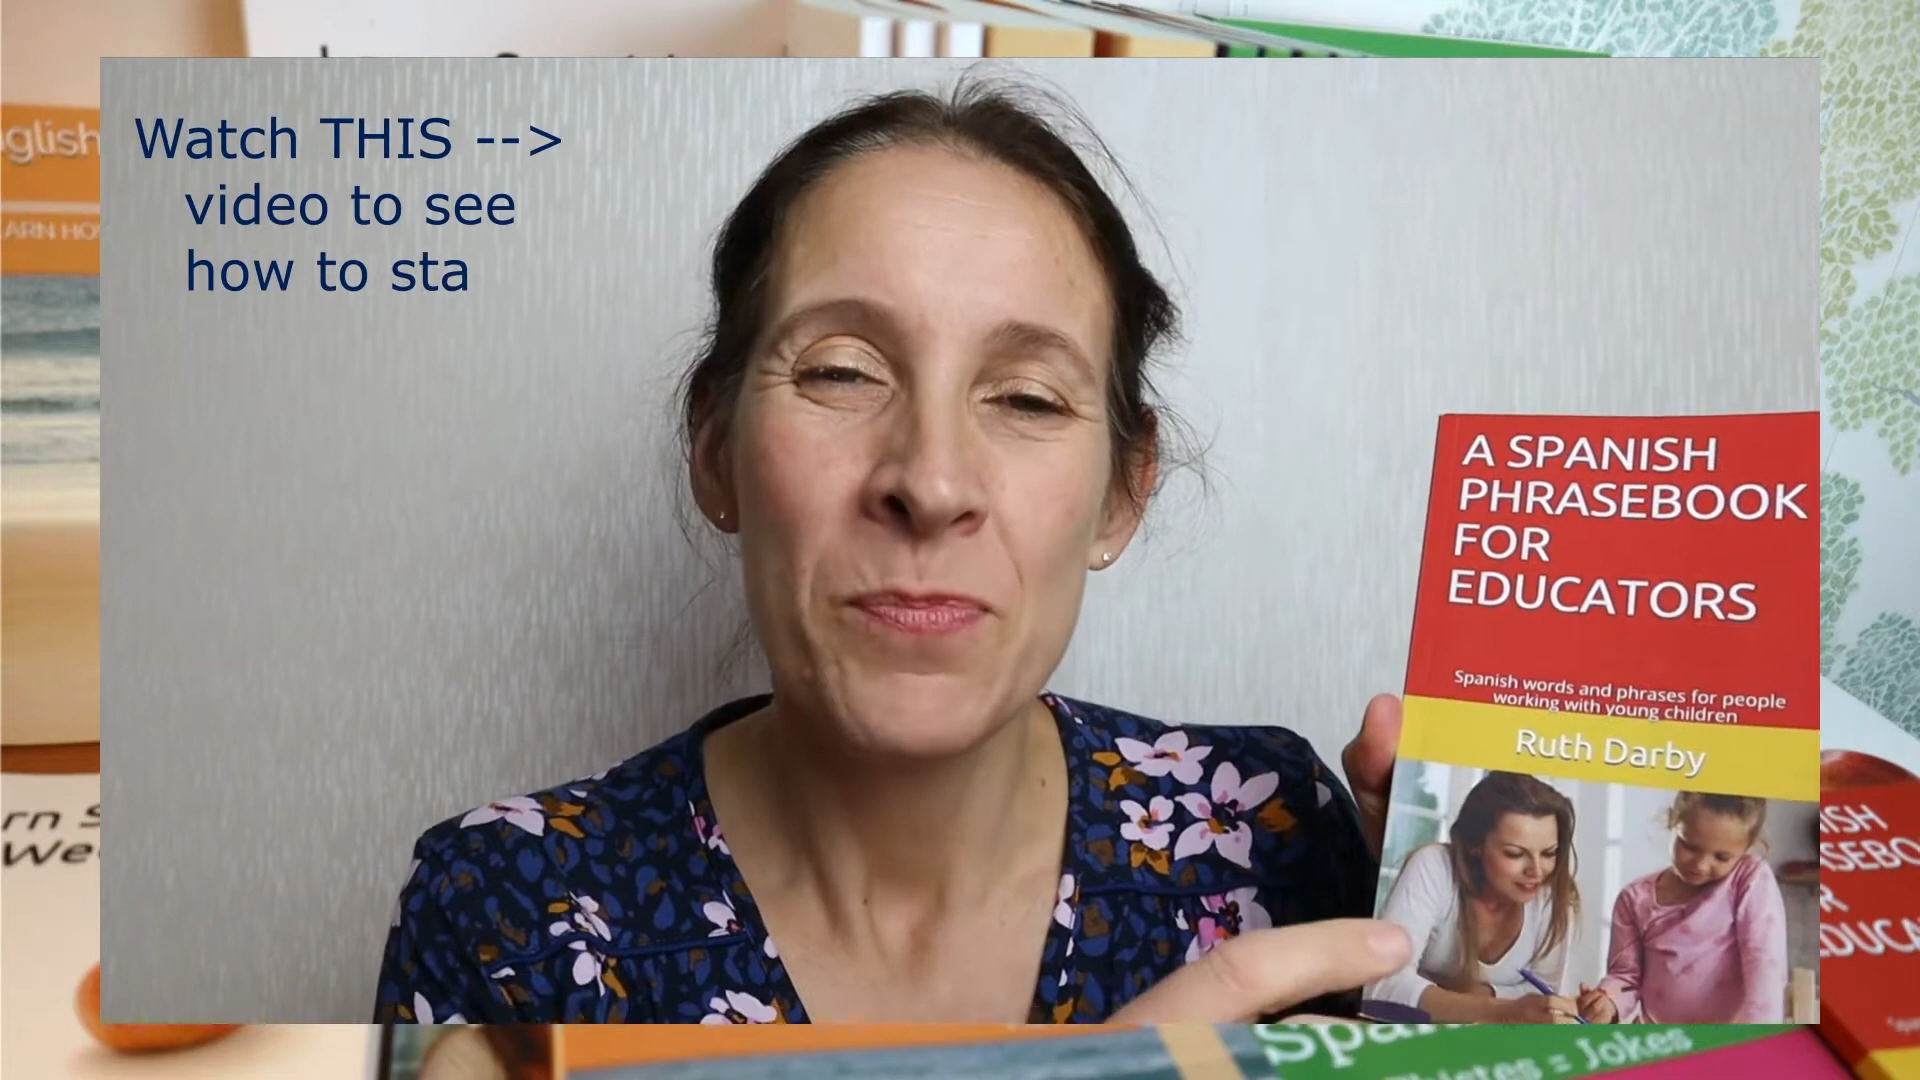 Watch THIS -->
video to see
how to sta
A SPANISH
PHRASEBOOK
FOR
EDUCATORS
Spanish words and phrases for people
working with young children
Ruth Darby
= Jokes